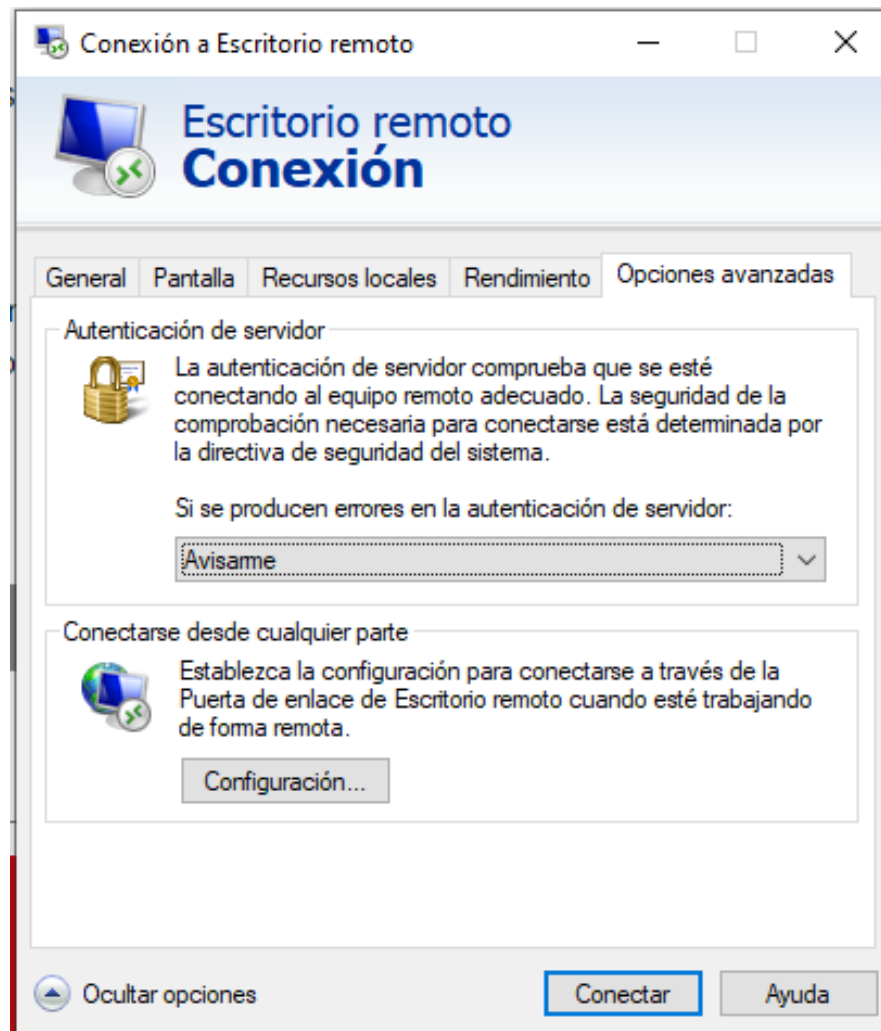 Conexión a Escritorio remoto
Escritorio remoto
Conexión
General
Pantalla
Recursos locales
Rendimiento
Opciones avanzadas
Autenticación de servidor
La autenticación de servidor comprueba que se esté
conectando al equipo remoto adecuado. La seguridad de la
comprobación necesaria para conectarse está determinada por
la directiva de seguridad del sistema.
Si se producen errores en la autenticación de servidor:
Avisarme
Conectarse desde cualquier parte
Establezca la configuración para conectarse a través de la
Puerta de enlace de Escritorio remoto cuando esté trabajando
de forma remota.
Configuración...
Ocultar opciones
Conectar
Ayuda